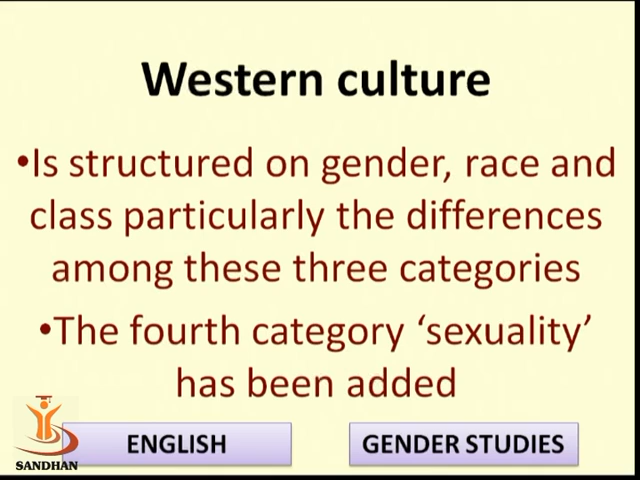 Western culture
•Is structured on gender, race and
class particularly the differences
among these three categories
•The fourth category ‘sexuality’
has been added
ENGLISH
GENDER STUDIES
SANDHAN